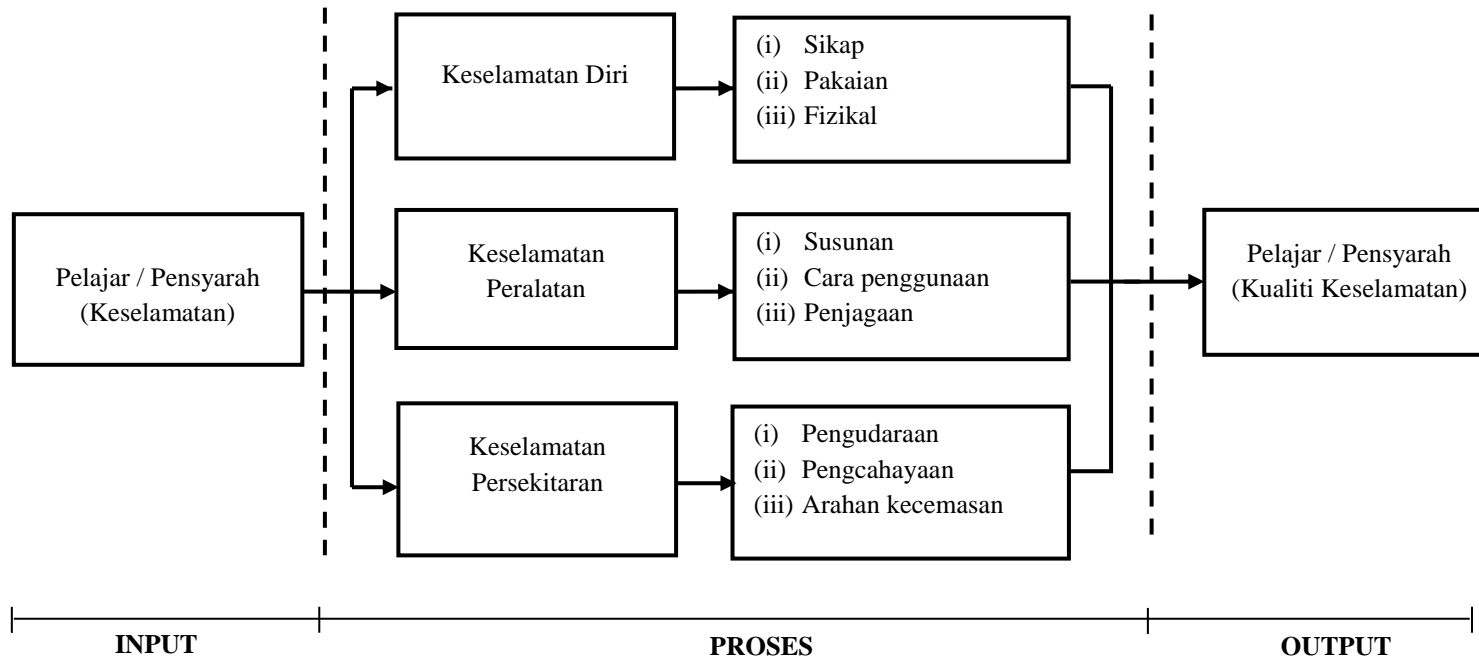 Keselamatan Diri
(i) Sikap
(ii) Pakaian
(iii) Fizikal
Pelajar / Pensyarah
(Keselamatan)
Keselamatan
Peralatan
(i) Susunan
(ii) Cara penggunaan
(iii) Penjagaan
Pelajar / Pensyarah
(Kualiti Keselamatan)
Keselamatan
Persekitaran
(i) Pengudaraan
(ii) Pengcahayaan
(iii) Arahan kecemasan
INPUT
PROSES
OUTPUT